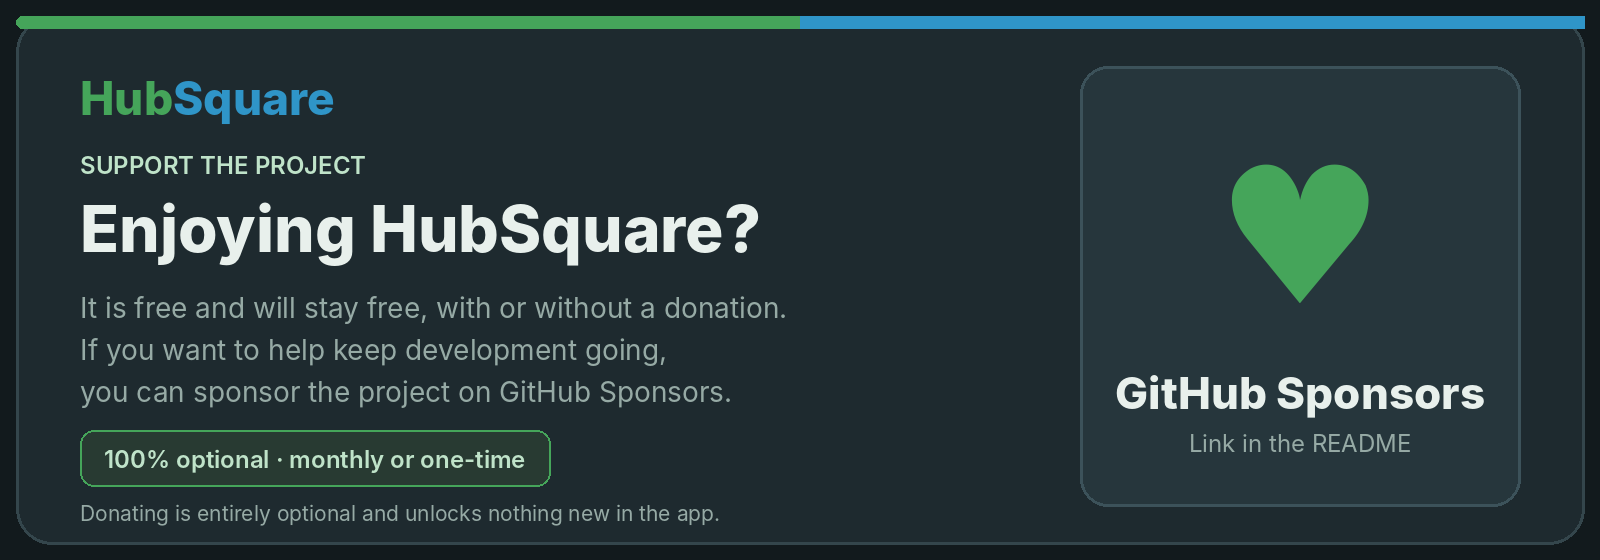 HubSquare
SUPPORT THE PROJECT
Enjoying HubSquare?
It is free and will stay free, with or without a donation.
If you want to help keep development going,
you can sponsor the project on GitHub Sponsors.
100% optional · monthly or one-time
Donating is entirely optional and unlocks nothing new in the app.
GitHub Sponsors
Link in the README